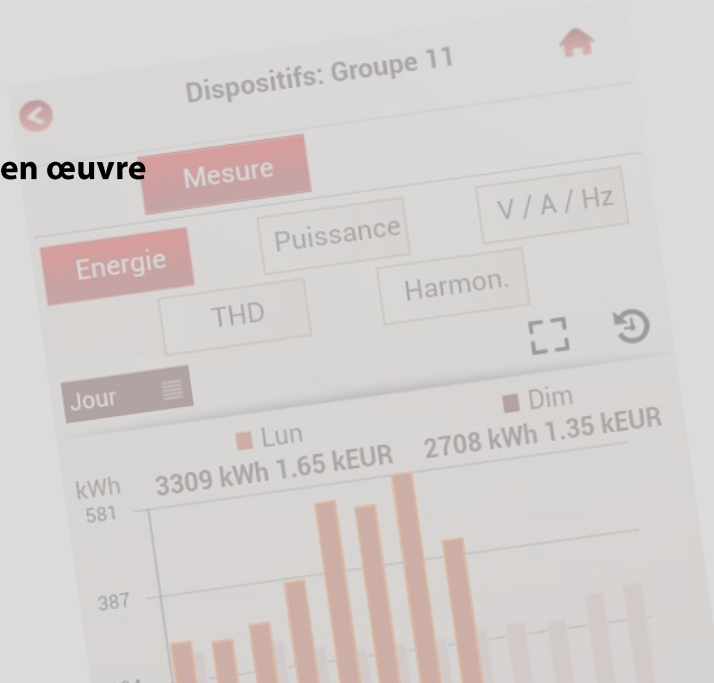 Dispositifs: Groupe 11
en œuvre
Mesure
Energie
Puissance
V / A / Hz
THD
Harmon.
Jour
Lun
Dim
3309 kWh 1.65 kEUR
2708 kWh 1.35 kEUR
kWh
581
387